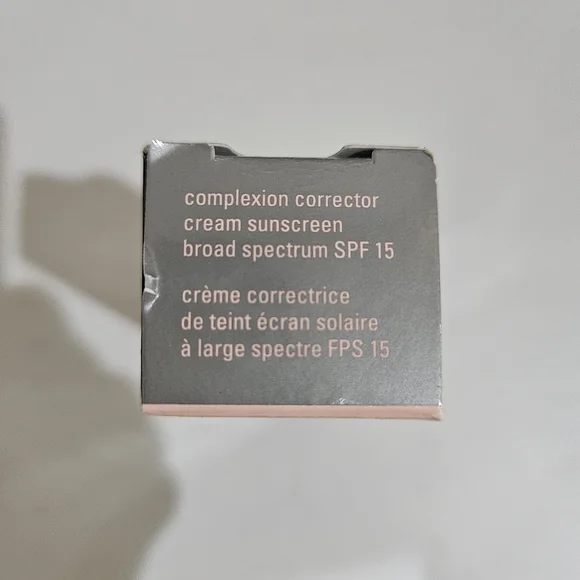 complexion corrector
cream sunscreen
broad spectrum SPF 15
crème correctrice
de teint écran solaire
à large spectre FPS 15